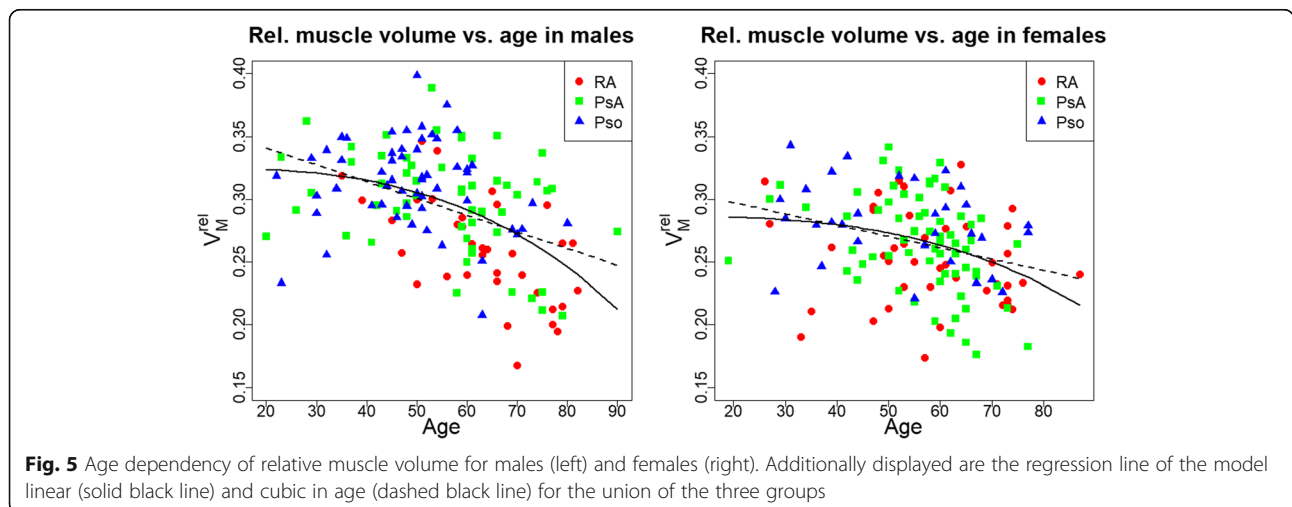 Rel. muscle volume vs. age in males
V_M^rel
0.40
0.35
0.30
0.25
0.20
0.15
RA
PsA
Pso
20 30 40 50 60 70 80 90
Age
Rel. muscle volume vs. age in females
V_M^rel
0.40
0.35
0.30
0.25
0.20
0.15
RA
PsA
Pso
20 30 40 50 60 70 80
Age
Fig. 5 Age dependency of relative muscle volume for males (left) and females (right). Additionally displayed are the regression line of the model
linear (solid black line) and cubic in age (dashed black line) for the union of the three groups